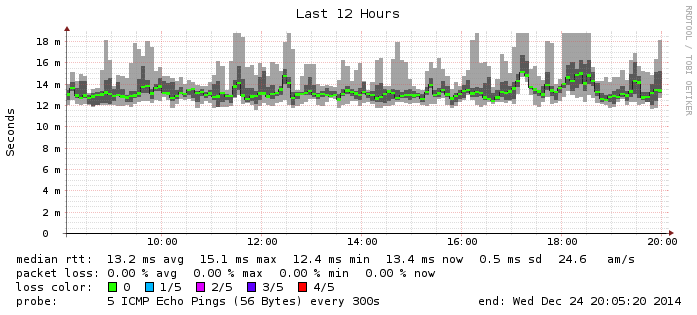 Last 12 Hours
RRDTOOL / TOBI OETIKER
Seconds
18 m
16 m
14 m
12 m
10 m
8 m
6 m
4 m
2 m
0
10:00 12:00 14:00 16:00 18:00 20:00
median rtt: 13.2 ms avg 15.1 ms max 12.4 ms min 13.4 ms now 0.5 ms sd 24.6 am/s
packet loss: 0.00 % avg 0.00 % max 0.00 % min 0.00 % now
loss color: 0 1/5 2/5 3/5 4/5
probe: 5 ICMP Echo Pings (56 Bytes) every 300s end: Wed Dec 24 20:05:20 2014